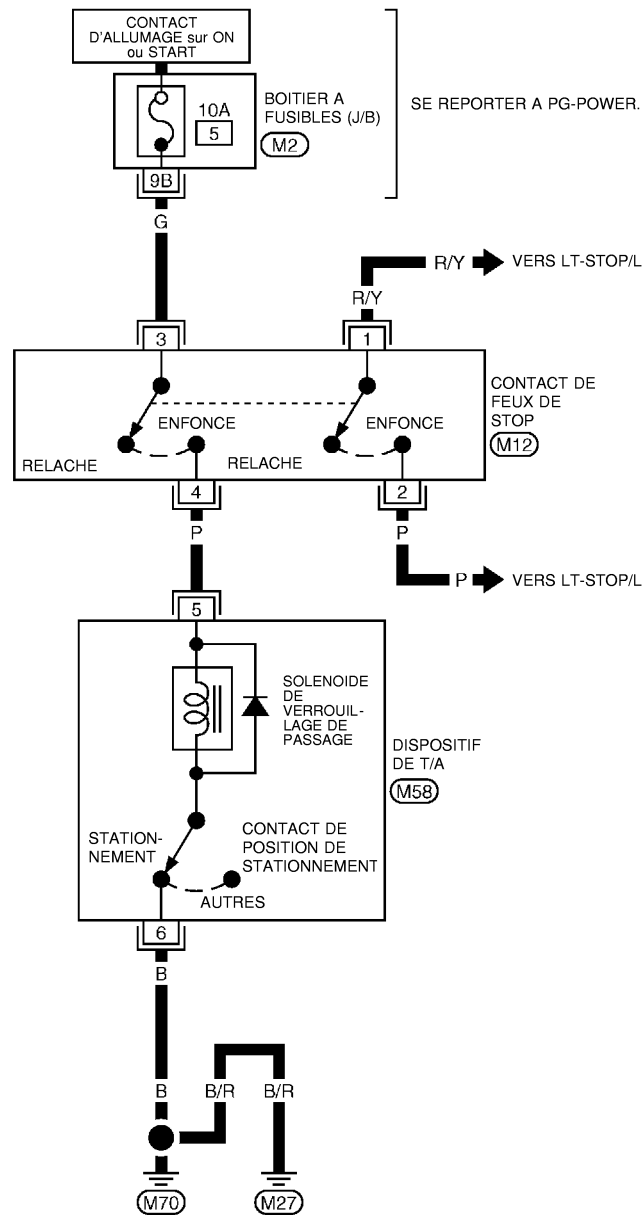 CONTACT
D'ALLUMAGE sur ON
ou START
10A
5
BOITIER A
FUSIBLES (J/B)
M2
SE REPORTER A PG-POWER.
9B
G
R/Y
VERS LT-STOP/L
R/Y
3
1
ENFONCE
RELACHE
ENFONCE
RELACHE
CONTACT DE
FEUX DE
STOP
M12
4
2
P
P
P
VERS LT-STOP/L
5
SOLENOIDE
DE
VERROUIL-
LAGE DE
PASSAGE
DISPOSITIF
DE T/A
M58
STATION-
NEMENT
CONTACT DE
POSITION DE
STATIONNEMENT
AUTRES
6
B
B
B/R
B/R
M70
M27